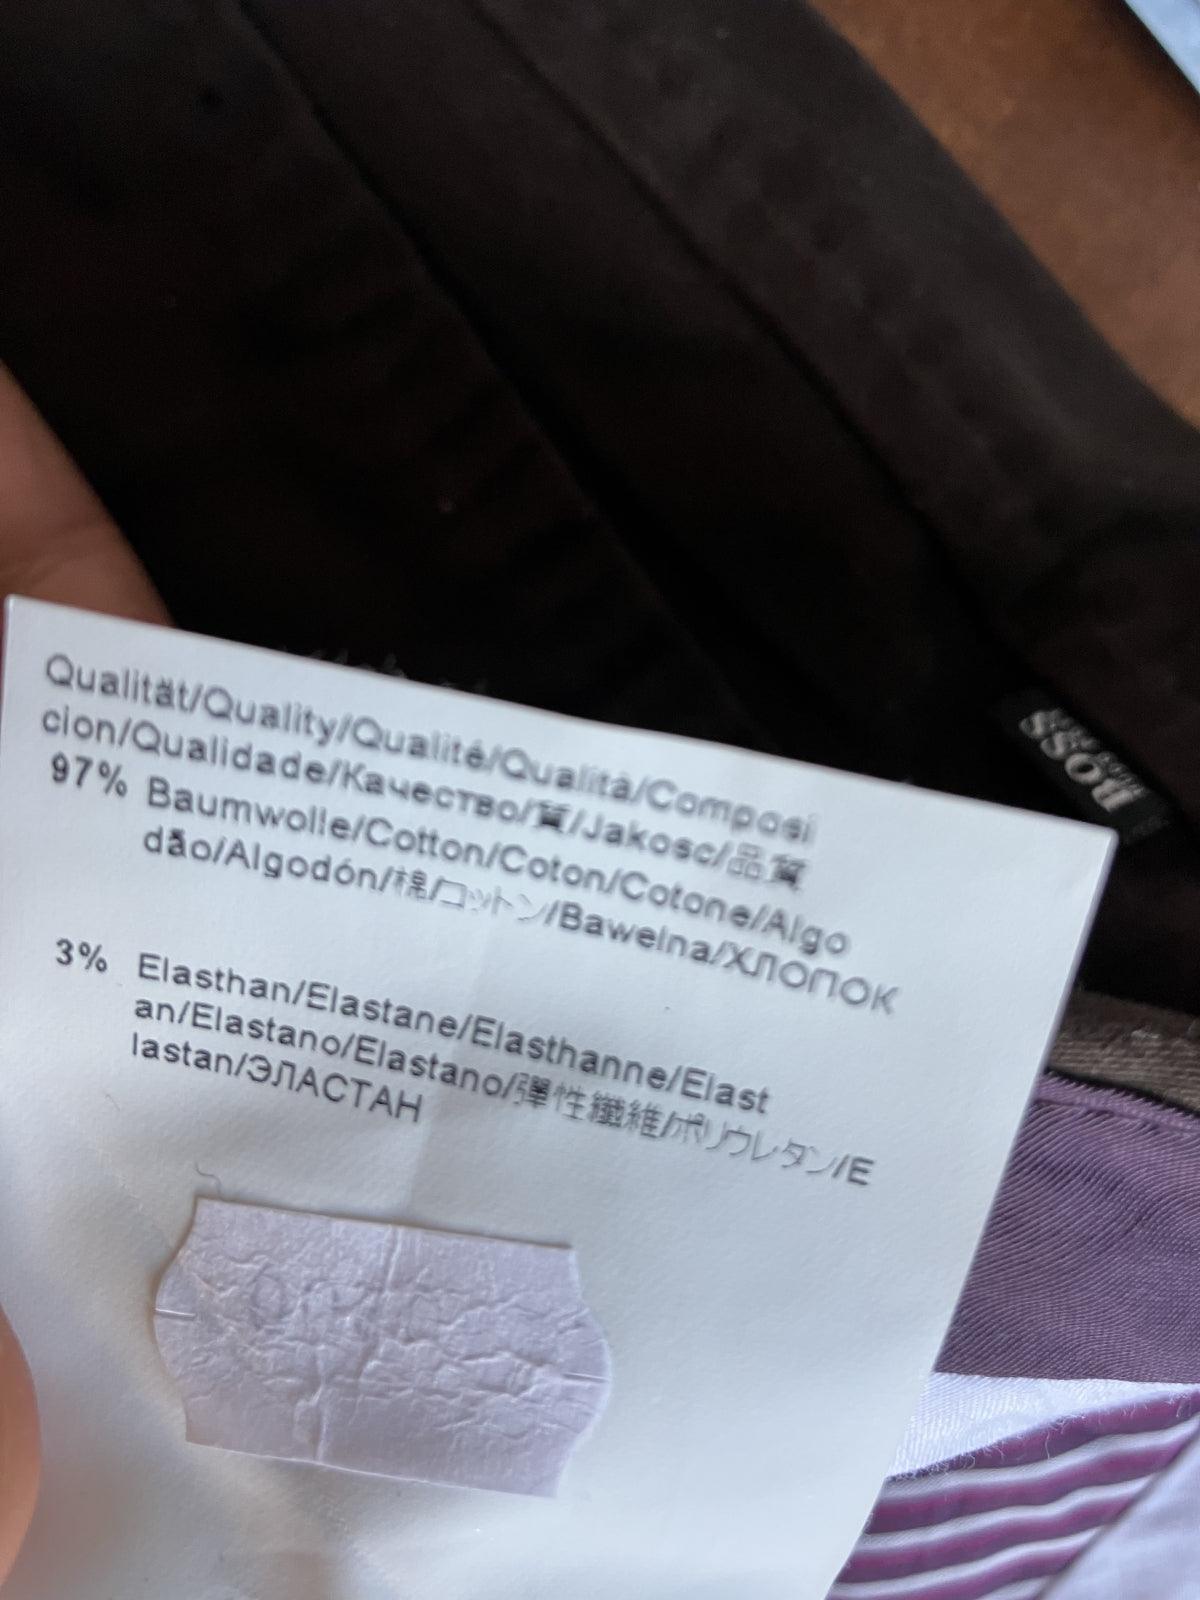 Qualität/Quality/Qualité/Qualità/Composi
cion/Qualidade/Качество/質/Jakosc/品質
97% Baumwolle/Cotton/Coton/Cotone/Algo
dão/Algodón/棉/コットン/Bawelna/ХЛОПОК
3% Elasthan/Elastane/Elasthanne/Elast
an/Elastano/Elastano/彈性纖維/ポリウレタン/E
lastan/ЭЛАСТАН
BOSS